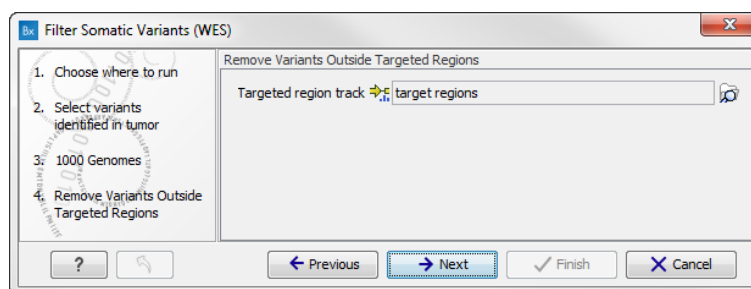 Bx Filter Somatic Variants (WES)
1. Choose where to run
2. Select variants
identified in tumor
3. 1000 Genomes
4. Remove Variants Outside
Targeted Regions
Remove Variants Outside Targeted Regions
Targeted region track target regions
? Previous Next Finish Cancel